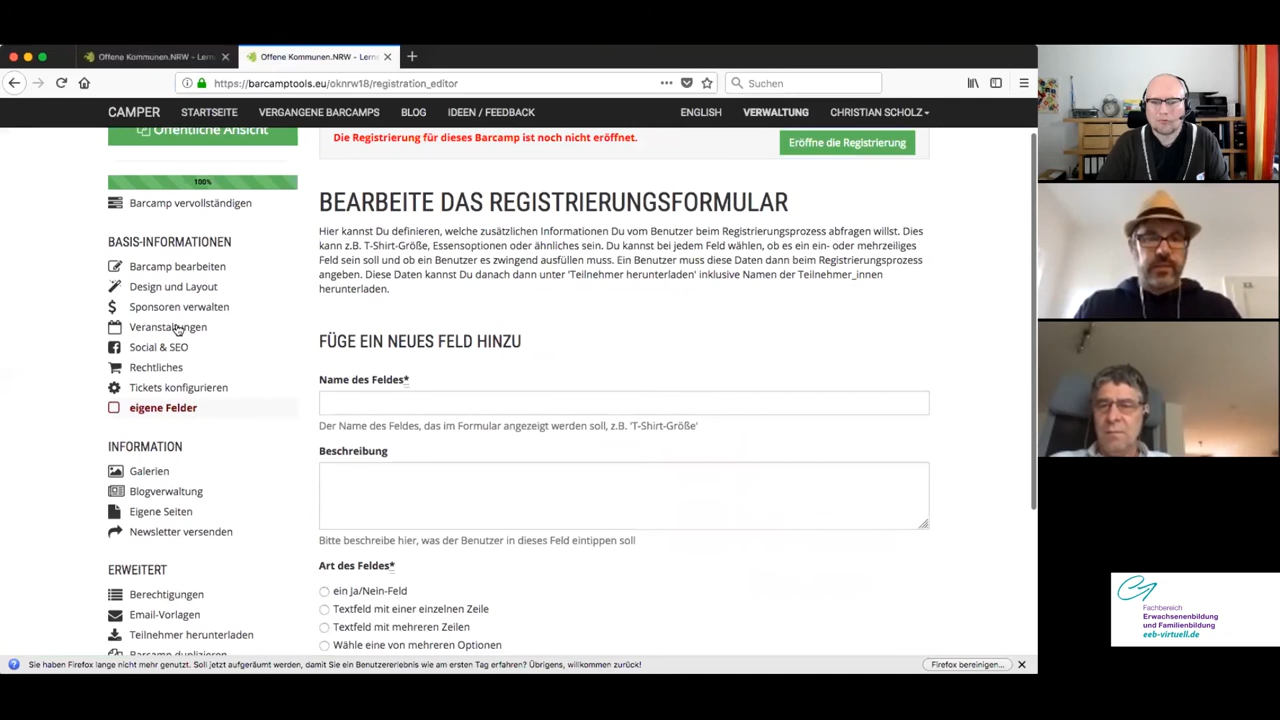 Offene Kommunen.NRW - Lern
Offene Kommunen.NRW - Lern
https://barcamptools.eu/oknrw18/registration_editor
Suchen
CAMPER
STARTSEITE
VERGANGENE BARCAMPS
BLOG
IDEEN / FEEDBACK
ENGLISH
VERWALTUNG
CHRISTIAN SCHOLZ
Öffentliche Ansicht
100%
Barcamp vervollständigen
BASIS-INFORMATIONEN
Barcamp bearbeiten
Design und Layout
Sponsoren verwalten
Veranstaltungen
Social & SEO
Rechtliches
Tickets konfigurieren
eigene Felder
INFORMATION
Galerien
Blogverwaltung
Eigene Seiten
Newsletter versenden
ERWEITERT
Berechtigungen
Email-Vorlagen
Teilnehmer herunterladen
Barcamp duplizieren
Die Registrierung für dieses Barcamp ist noch nicht eröffnet.
Eröffne die Registrierung
BEARBEITE DAS REGISTRIERUNGSFORMULAR
Hier kannst Du definieren, welche zusätzlichen Informationen Du vom Benutzer beim Registrierungsprozess abfragen willst. Dies
kann z.B. T-Shirt-Größe, Essensoptionen oder ähnliches sein. Du kannst bei jedem Feld wählen, ob es ein ein- oder mehrzeiliges
Feld sein soll und ob ein Benutzer es zwingend ausfüllen muss. Ein Benutzer muss diese Daten dann beim Registrierungsprozess
angeben. Diese Daten kannst Du danach dann unter 'Teilnehmer herunterladen' inklusive Namen der Teilnehmer_innen
herunterladen.
FÜGE EIN NEUES FELD HINZU
Name des Feldes*
Der Name des Feldes, das im Formular angezeigt werden soll, z.B. 'T-Shirt-Größe'
Beschreibung
Bitte beschreibe hier, was der Benutzer in dieses Feld eintippen soll
Art des Feldes*
ein Ja/Nein-Feld
Textfeld mit einer einzelnen Zeile
Textfeld mit mehreren Zeilen
Wähle eine von mehreren Optionen
Sie haben Firefox lange nicht mehr genutzt. Soll jetzt aufgeräumt werden, damit Sie ein Benutzererlebnis wie am ersten Tag erfahren? Übrigens, willkommen zurück!
Firefox bereinigen...
Fachbereich
Erwachsenenbildung
und Familienbildung
eeb-virtuell.de